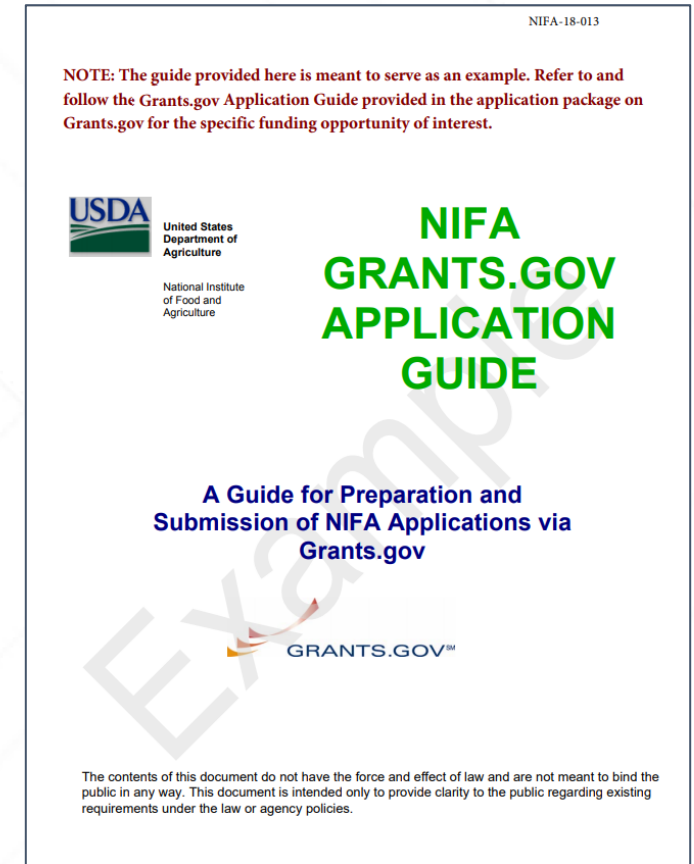 NIFA-18-013
NOTE: The guide provided here is meant to serve as an example. Refer to and
follow the Grants.gov Application Guide provided in the application package on
Grants.gov for the specific funding opportunity of interest.
USDA
United States
Department of
Agriculture
National Institute
of Food and
Agriculture
NIFA
GRANTS.GOV
APPLICATION
GUIDE
Example
A Guide for Preparation and
Submission of NIFA Applications via
Grants.gov
GRANTS.GOV℠
The contents of this document do not have the force and effect of law and are not meant to bind the
public in any way. This document is intended only to provide clarity to the public regarding existing
requirements under the law or agency policies.